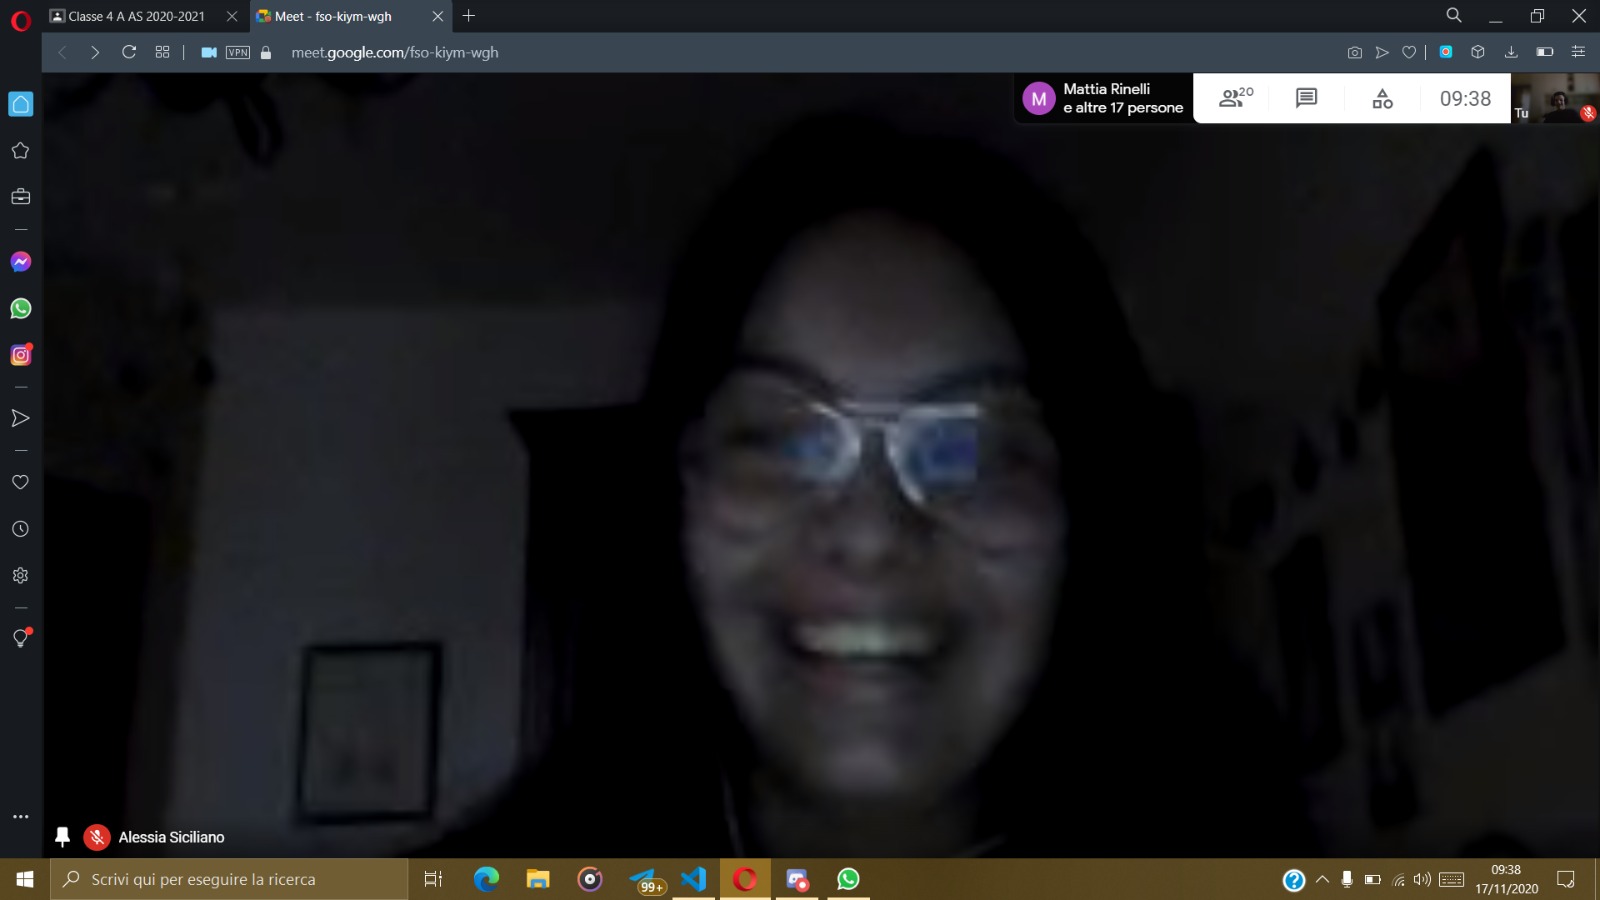 Classe 4 A AS 2020-2021
Meet - fso-kiym-wgh
VPN
meet.google.com/fso-kiym-wgh
M
Mattia Rinelli
e altre 17 persone
20
09:38
Tu
Alessia Siciliano
Scrivi qui per eseguire la ricerca
99+
09:38
17/11/2020